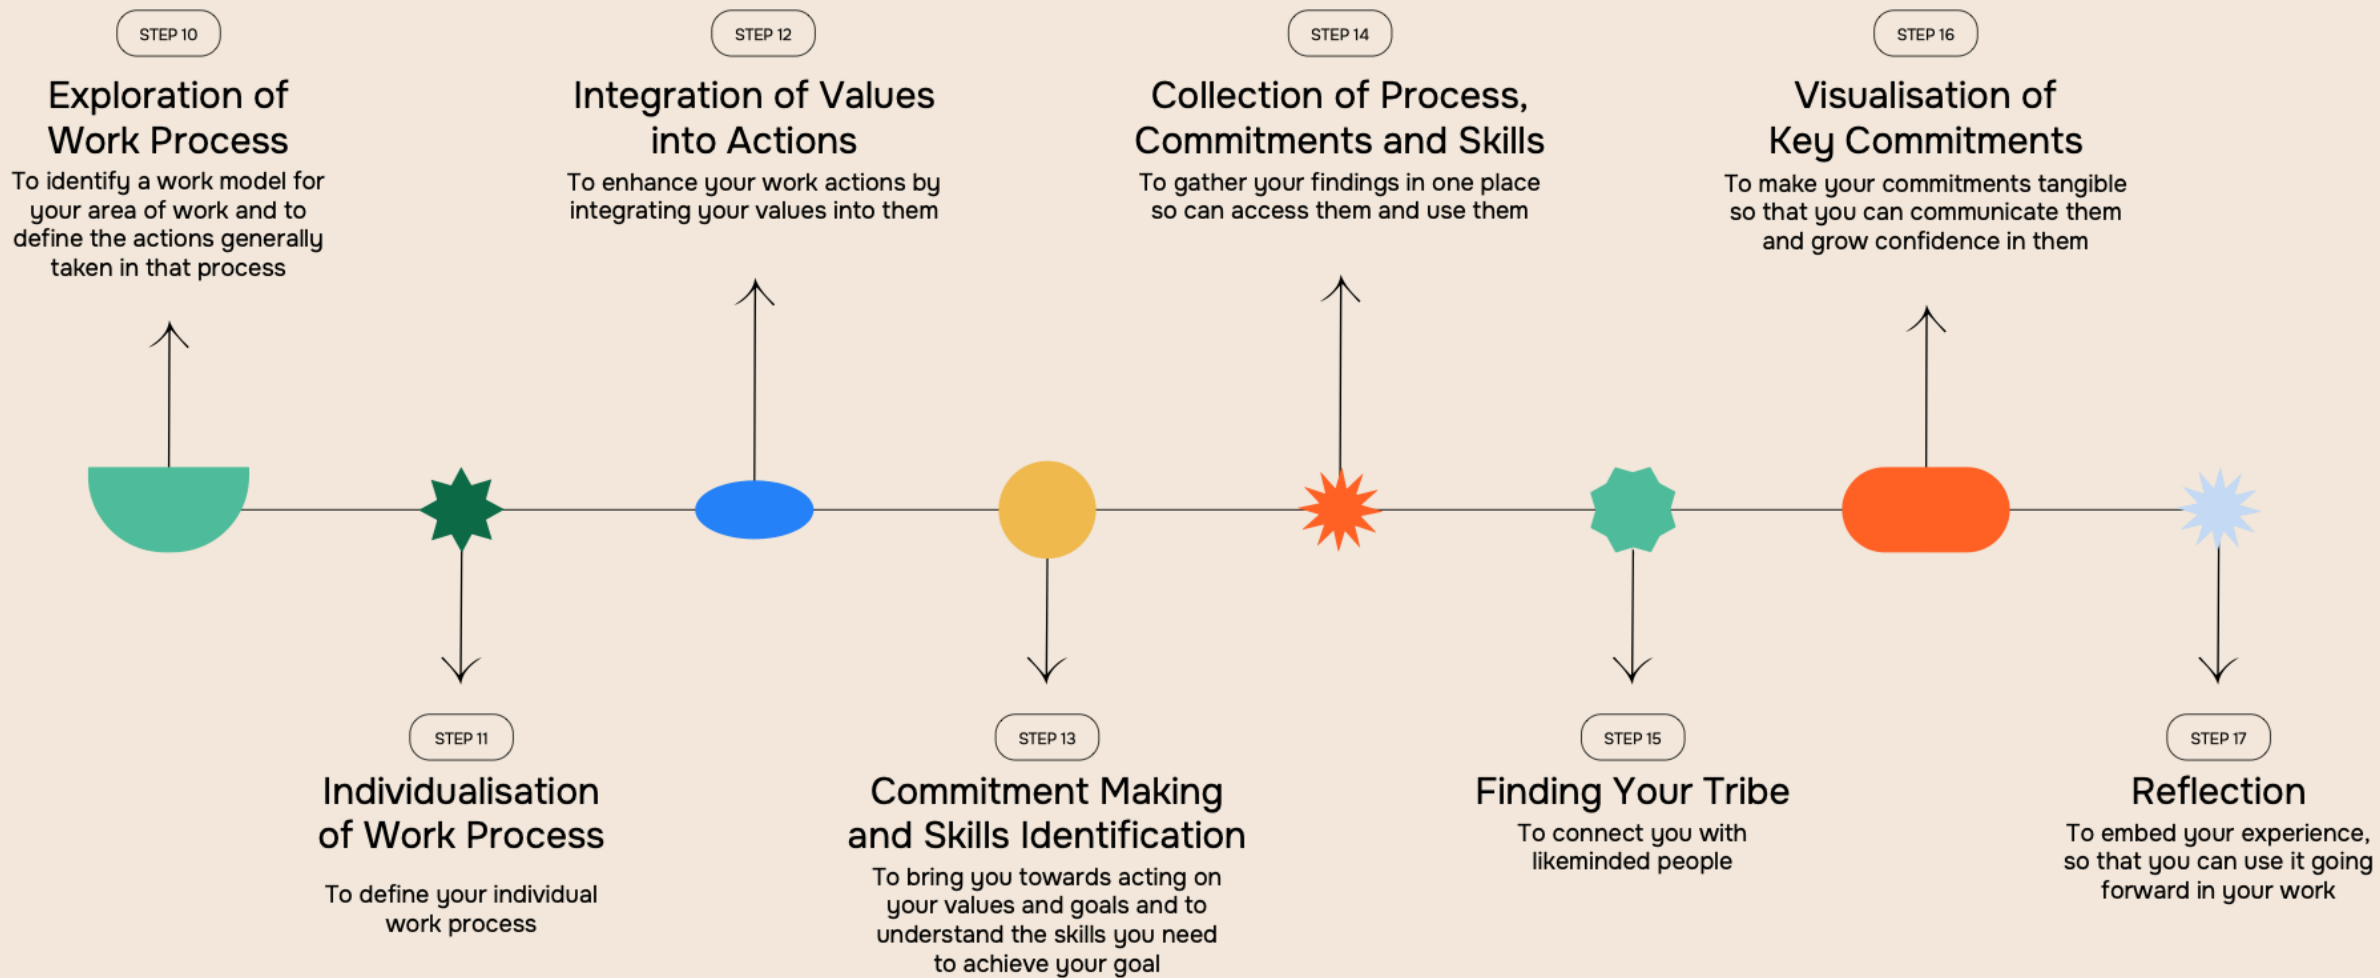 STEP 10
Exploration of
Work Process
To identify a work model for
your area of work and to
define the actions generally
taken in that process
STEP 11
Individualisation
of Work Process
To define your individual
work process
STEP 12
Integration of Values
into Actions
To enhance your work actions by
integrating your values into them
STEP 13
Commitment Making
and Skills Identification
To bring you towards acting on
your values and goals and to
understand the skills you need
to achieve your goal
STEP 14
Collection of Process,
Commitments and Skills
To gather your findings in one place
so can access them and use them
STEP 15
Finding Your Tribe
To connect you with
likeminded people
STEP 16
Visualisation of
Key Commitments
To make your commitments tangible
so that you can communicate them
and grow confidence in them
STEP 17
Reflection
To embed your experience,
so that you can use it going
forward in your work